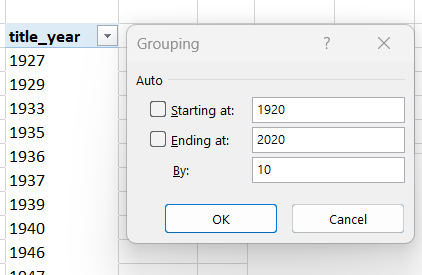 title_year
1927
1929
1933
1935
1936
1937
1939
1940
1946
1947
Grouping
?
Auto
Starting at: 1920
Ending at: 2020
By: 10
OK
Cancel